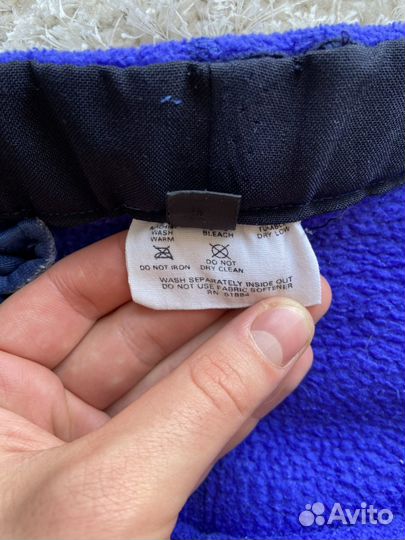 WASH BLEACH TUMBLE
WARM DRY LOW
DO NOT IRON DO NOT
DRY CLEAN
WASH SEPARATELY INSIDE OUT
DO NOT USE FABRIC SOFTENER
RN 51884
Avito